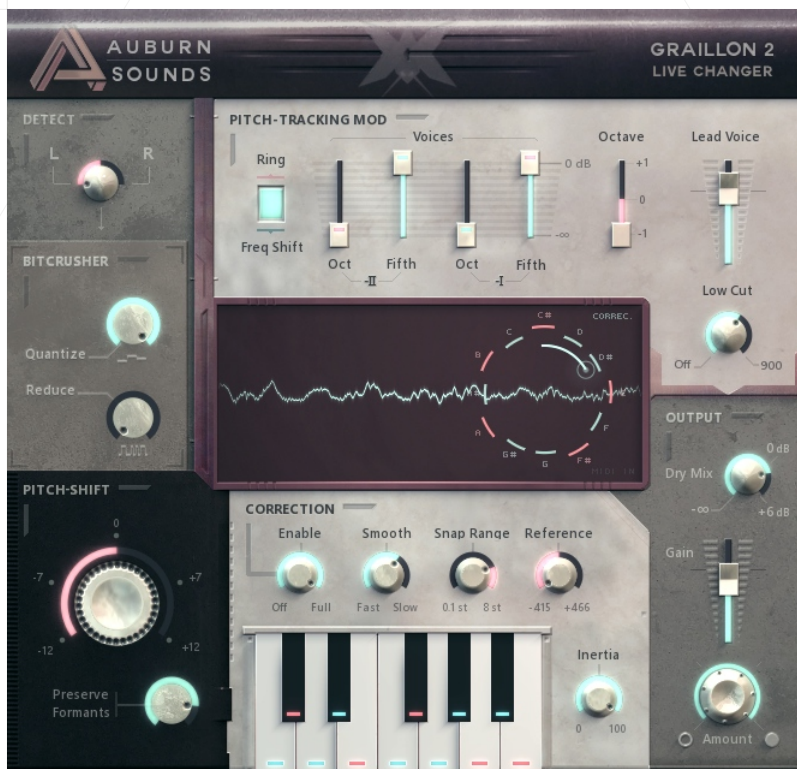 AUBURN
SOUNDS
GRAILLON 2
LIVE CHANGER
DETECT
L R
PITCH-TRACKING MOD
Voices
Octave
Lead Voice
Ring
Freq Shift
0 dB
-∞
+1
0
-1
Oct Fifth Oct Fifth
-II -I
Low Cut
Off 900
BITCRUSHER
Quantize
Reduce
CORREC.
C#
C D
B D#
A F
G# F#
G
MIDI IN
OUTPUT
0 dB
Dry Mix
-∞ +6 dB
Gain
Amount
PITCH-SHIFT
0
-7 +7
-12 +12
Preserve
Formants
CORRECTION
Enable Smooth Snap Range Reference
Off Full Fast Slow 0.1 st 8 st -415 +466
Inertia
0 100